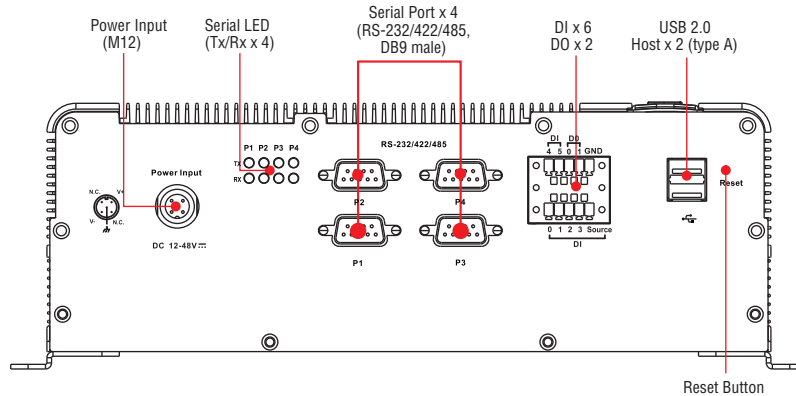 Power Input
(M12)
Serial LED
(Tx/Rx x 4)
Serial Port x 4
(RS-232/422/485,
DB9 male)
DI x 6
DO x 2
USB 2.0
Host x 2 (type A)
P1 P2 P3 P4
TX
RX
RS-232/422/485
DI D0
4 5 0 1 GND
Power Input
N.C. V+
V- N.C.
DC 12-48V
P2
P4
P1
P3
0 1 2 3 Source
DI
Reset
Reset Button